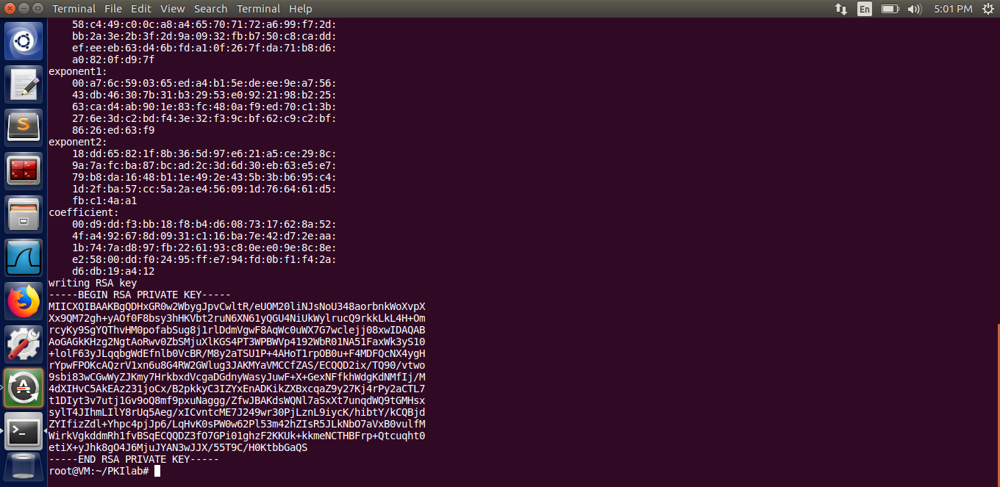 Terminal File Edit View Search Terminal Help En 5:01 PM
58:c4:49:c0:0c:a8:a4:65:70:71:72:a6:99:f7:2d:
bb:2a:3e:2b:3f:2d:9a:09:32:fb:b7:50:c8:ca:dd:
ef:ee:eb:63:d4:6b:fd:a1:0f:26:7f:da:71:b8:d6:
a0:82:0f:d9:7f
exponent1:
00:a7:6c:59:03:65:ed:a4:b1:5e:de:ee:9e:a7:56:
43:db:46:30:7b:31:b3:29:53:e0:92:21:98:b2:25:
63:ca:d4:ab:90:1e:83:fc:48:0a:f9:ed:70:c1:3b:
27:6e:3d:c2:bd:f4:3e:32:f3:9c:bf:62:c9:c2:bf:
86:26:ed:63:f9
exponent2:
18:dd:65:82:1f:8b:36:5d:97:e6:21:a5:ce:29:8c:
9a:7a:fc:ba:87:bc:ad:2c:3d:6d:30:eb:63:e5:e7:
79:b8:da:16:48:b1:1e:49:2e:43:5b:3b:b6:95:c4:
1d:2f:ba:57:cc:5a:2a:e4:56:09:1d:76:64:61:d5:
fb:c1:4a:a1
coefficient:
00:d9:dd:f3:bb:18:f8:b4:d6:08:73:17:62:8a:52:
4f:a4:92:67:8d:09:31:c1:16:ba:7e:42:d7:2e:aa:
1b:74:7a:d8:97:fb:22:61:93:c8:0e:e0:9e:8c:8e:
e2:58:00:dd:f0:24:95:ff:e7:94:fd:0b:f1:f4:2a:
d6:db:19:a4:12
writing RSA key
-----BEGIN RSA PRIVATE KEY-----
MIICXQIBAAKBgQDHxGR0w2WbygJpvCwltR/eUOM20liNJsNoU348aorbnkWoXvpX
Xx9QM72gh+yAOf0F8bsy3hHKVbt2ruN6XN61yQGU4NiUkWylrucQ9rkkLkL4H+Om
rcyKy9SgYQThvHM0pofabSug8j1rlDdmVgwF8AqWc0uWX7G7wclejj08xwIDAQAB
AoGAGkKHzg2NgtAoRwv0ZbSMjuXlKGS4PT3WPBWVp4192WbR01NA51FaxWk3yS10
+lolF63yJLqqbgWdEfnlb0VcBR/M8y2aTSU1P+4AHoT1rpOB0u+F4MDFQcNX4ygH
rYpwFPOKcAQzrV1xn6u8G4RW2GWlug3JAKMYaVMCCfZAS/ECQQD2ix/TQ90/vtwo
9sbi83wCGwWyZJKmy7HrkbxdVcgaDGdnyWasyJuwF+X+GexNFfkhWdgKdNMfIj/M
4dXIHvC5AkEAz231joCx/B2pkkyC3IZYxEnADKikZXBxcqaZ9y27Kj4rPy2aCTL7
t1DIyt3v7utj1Gv9oQ8mf9pxuNaggg/ZfwJBAKdsWQNl7aSxXt7unqdWQ9tGMHsx
sylT4JIhmLIlY8rUq5Aeg/xICvntcME7J249wr30PjLznL9iycK/hibtY/kCQBjd
ZYIfizZdl+Yhpc4pjJp6/LqHvK0sPW0w62Pl53m42hZIsR5JLkNbO7aVxB0vulfM
WirkVgkddmRh1fvBSqECQQDZ3fO7GPi01ghzF2KKUk+kkmeNCTHBFrp+Qtcuqht0
etiX+yJhk8gO4J6MjuJYAN3wJJX/55T9C/H0KtbbGaQS
-----END RSA PRIVATE KEY-----
root@VM:~/PKIlab#